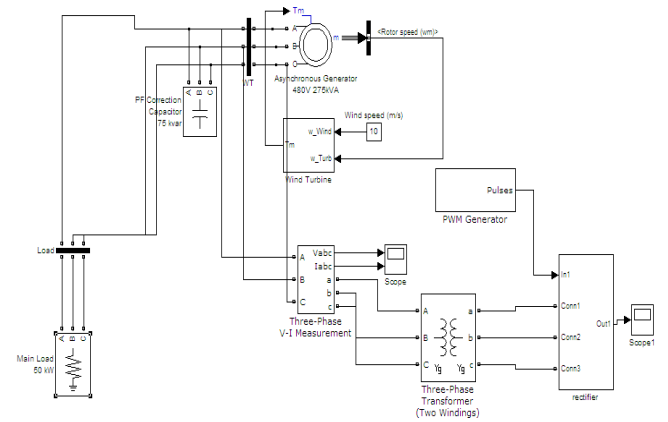 Tm
A
B
C
m
<Rotor speed (wm)>
WT
Asynchronous Generator
480V 275kVA
A
B
C
PF Correction
Capacitor
75 kvar
Wind speed (m/s)
w_Wind
10
Tm
w_Turb
Wind Turbine
Pulses
PWM Generator
Load
A
B
C
Vabc
Iabc
A
a
B
b
C
c
Scope
Three-Phase
V-I Measurement
In1
Conn1
Out1
Conn2
Conn3
Scope1
rectifier
A
a
B
b
C
c
Yg
Yg
Three-Phase
Transformer
(Two Windings)
A
B
C
Main Load
50 kW